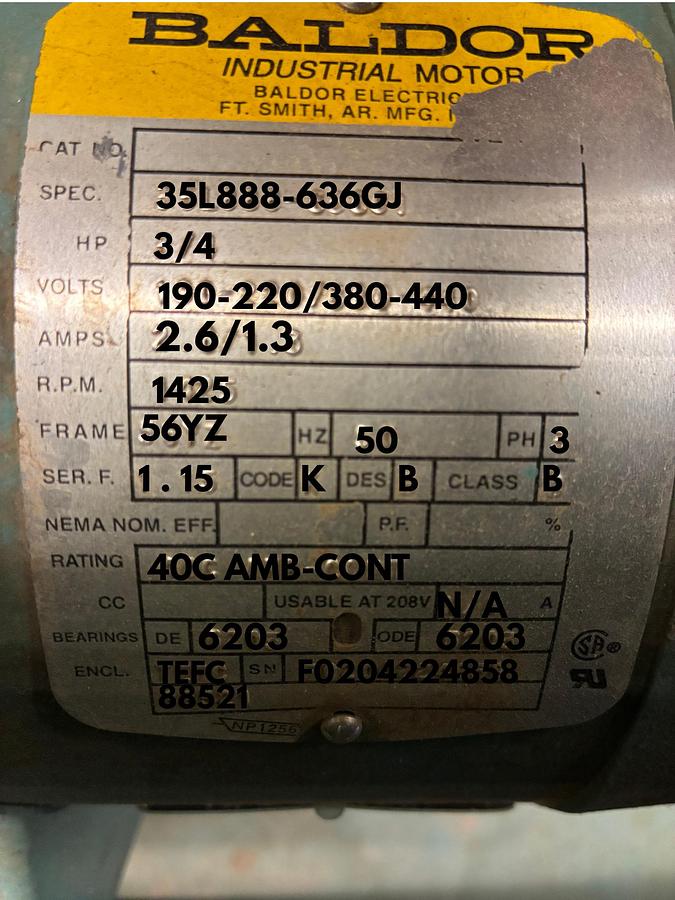 BALDOR
INDUSTRIAL MOTOR
BALDOR ELECTRIC
FT. SMITH, AR. MFG.
CAT NO.
SPEC. 35L888-636GJ
HP 3/4
VOLTS 190-220/380-440
AMPS 2.6/1.3
R.P.M. 1425
FRAME 56YZ HZ 50 PH 3
SER. F. 1.15 CODE K DES B CLASS B
NEMA NOM. EFF. P.F. %
RATING 40C AMB-CONT
CC USABLE AT 208V N/A A
BEARINGS DE 6203 ODE 6203
ENCL. TEFC SN F0204224858
88521
NP1256
SA®